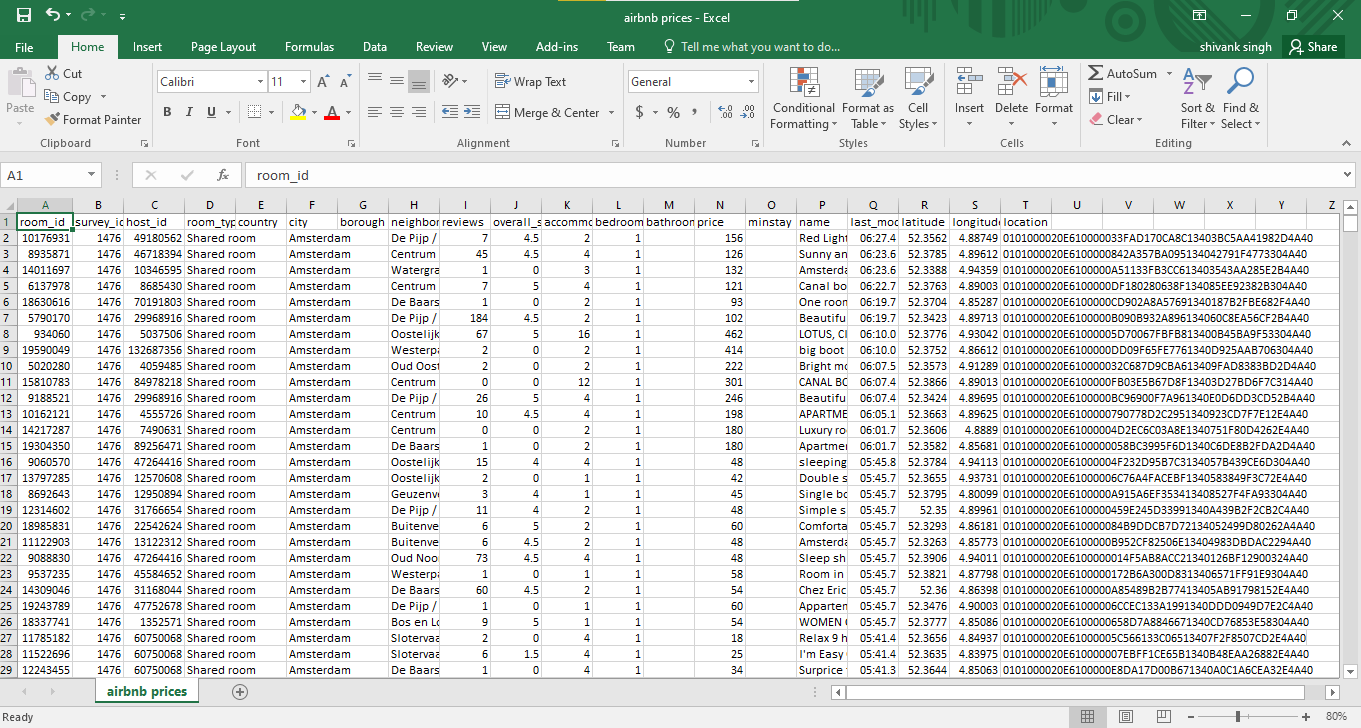 airbnb prices - Excel
File Home Insert Page Layout Formulas Data Review View Add-ins Team Tell me what you want to do... shivank singh Share
Cut Calibri 11 Wrap Text General AutoSum
Copy Fill
Paste Format Painter Merge & Center Conditional Formatting Format as Table Cell Styles Insert Delete Format Clear Sort & Filter Find & Select
Clipboard Font Alignment Number Styles Cells Editing
A1 fx room_id
A B C D E F G H I J K L M N O P Q R S T U V W X Y Z
1 room_id survey_id host_id room_typ country city borough neighbor reviews overall_s accommo bedroom bathroom price minstay name last_mod latitude longitude location
2 10176931 1476 49180562 Shared room Amsterdam De Pijp / 7 4.5 2 1 156 Red Light 06:27.4 52.3562 4.88749 0101000020E610000033FAD170CA8C13403BC5AA41982D4A40
3 8935871 1476 46718394 Shared room Amsterdam Centrum 45 4.5 4 1 126 Sunny an 06:23.6 52.3785 4.89612 0101000020E6100000842A357BA095134042791F4773304A40
4 14011697 1476 10346595 Shared room Amsterdam Watergra 1 0 3 1 132 Amsterda 06:23.6 52.3388 4.94359 0101000020E6100000A51133FB3CC613403543AA285E2B4A40
5 6137978 1476 8685430 Shared room Amsterdam Centrum 7 5 4 1 121 Canal bo 06:22.7 52.3763 4.89003 0101000020E6100000DF180280638F134085EE92382B304A40
6 18630616 1476 70191803 Shared room Amsterdam De Baars 1 0 2 1 93 One room 06:19.7 52.3704 4.85287 0101000020E6100000CD902A8A57691340187B2FBE682F4A40
7 5790170 1476 29968916 Shared room Amsterdam De Pijp / 184 4.5 2 1 102 Beautifu 06:19.7 52.3423 4.89713 0101000020E6100000B090B932A896134060C8EA56CF2B4A40
8 934060 1476 5037506 Shared room Amsterdam Oostelijk 67 5 16 1 462 LOTUS, Cl 06:10.0 52.3776 4.93042 0101000020E61000005D70067FBFB813400B45BA9F53304A40
9 19590049 1476 132687356 Shared room Amsterdam Westerpa 2 0 2 1 414 big boot 06:10.0 52.3752 4.86612 0101000020E6100000DD09F65FE7761340D925AAB706304A40
10 5020280 1476 4059485 Shared room Amsterdam Oud Oost 2 0 2 1 222 Bright mo 06:07.5 52.3573 4.91289 0101000020E610000032C687D9CBA613409FAD8383BD2D4A40
11 15810783 1476 84978218 Shared room Amsterdam Centrum 0 0 12 1 301 CANAL BO 06:07.4 52.3866 4.89013 0101000020E6100000FB03E5B67D8F13403D27BD6F7C314A40
12 9188521 1476 29968916 Shared room Amsterdam De Pijp / 26 5 4 1 246 Beautifu 06:07.4 52.3424 4.89695 0101000020E6100000BC96900F7A961340E0D6DD3CD52B4A40
13 10162121 1476 4555726 Shared room Amsterdam Centrum 10 4.5 4 1 198 APARTME 06:05.1 52.3663 4.89625 0101000020E6100000790778D2C2951340923CD7F7E12E4A40
14 14217287 1476 7490631 Shared room Amsterdam Centrum 0 0 2 1 180 Luxury ro 06:01.7 52.3606 4.8889 0101000020E61000004D2EC6C03A8E1340751F80D4262E4A40
15 19304350 1476 89256471 Shared room Amsterdam De Baars 1 0 2 1 180 Apartmen 06:01.7 52.3582 4.85681 0101000020E6100000058BC3995F6D1340C6DE8B2FDA2D4A40
16 9060570 1476 47264416 Shared room Amsterdam Oostelijk 15 4 4 1 48 sleeping 05:45.8 52.3784 4.94113 0101000020E61000004F232D95B7C3134057B439CE6D304A40
17 13797285 1476 12570608 Shared room Amsterdam Oostelijk 2 0 1 1 42 Double s 05:45.7 52.3655 4.93731 0101000020E61000006C76A4FACEBF1340583849F3C72E4A40
18 8692643 1476 12950894 Shared room Amsterdam Geuzenv 3 4 1 1 45 Single bo 05:45.7 52.3795 4.80099 0101000020E6100000A915A6EF353413408527F4FA93304A40
19 12314602 1476 31766654 Shared room Amsterdam De Pijp / 11 4 2 1 48 Simple s 05:45.7 52.35 4.89961 0101000020E6100000459E245D33991340A439B2F2CB2C4A40
20 18985831 1476 22542624 Shared room Amsterdam Buitenve 6 5 2 1 60 Comforta 05:45.7 52.3293 4.86181 0101000020E610000084B9DDCB7D72134052499D80262A4A40
21 11122903 1476 13122312 Shared room Amsterdam Buitenve 6 4.5 2 1 48 Amsterda 05:45.7 52.3263 4.85773 0101000020E6100000B952CF82506E13404983DBDAC2294A40
22 9088830 1476 47264416 Shared room Amsterdam Oud Noo 73 4.5 4 1 48 Sleep sh 05:45.7 52.3906 4.94011 0101000020E6100000014F5AB8ACC21340126BF12900324A40
23 9537235 1476 45584652 Shared room Amsterdam Westerpa 1 0 1 1 58 Room in 05:45.7 52.3821 4.87798 0101000020E6100000172B6A300D8313406571FF91E9304A40
24 14309046 1476 31168044 Shared room Amsterdam De Baars 60 4.5 2 1 54 Chez Eric 05:45.7 52.36 4.86398 0101000020E6100000A85489B2B77413405AB91798152E4A40
25 19243789 1476 47752678 Shared room Amsterdam De Pijp / 1 0 1 1 60 Appartem 05:45.7 52.3476 4.90003 0101000020E61000006CCEC133A1991340DDD0949D7E2C4A40
26 18337741 1476 1352571 Shared room Amsterdam Bos en Lo 9 5 1 1 54 WOMEN 05:45.7 52.3777 4.85086 0101000020E6100000658D7A8846671340CD76853E58304A40
27 11785182 1476 60750068 Shared room Amsterdam Slotervaa 2 0 4 1 18 Relax 9 h 05:41.4 52.3656 4.84937 0101000020E61000005C566133C06513407F2F8507CD2E4A40
28 11522696 1476 60750068 Shared room Amsterdam Slotervaa 6 1.5 4 1 25 I'm Easy 05:41.4 52.3635 4.83975 0101000020E61000007EBFF1CE65B1340B48EAA26882E4A40
29 12243455 1476 60750068 Shared room Amsterdam De Baars 1 0 4 1 34 Surprice 05:41.3 52.3644 4.85063 0101000020E6100000E8DA17D00B671340A0C1A6CEA32E4A40
airbnb prices
Ready 80%